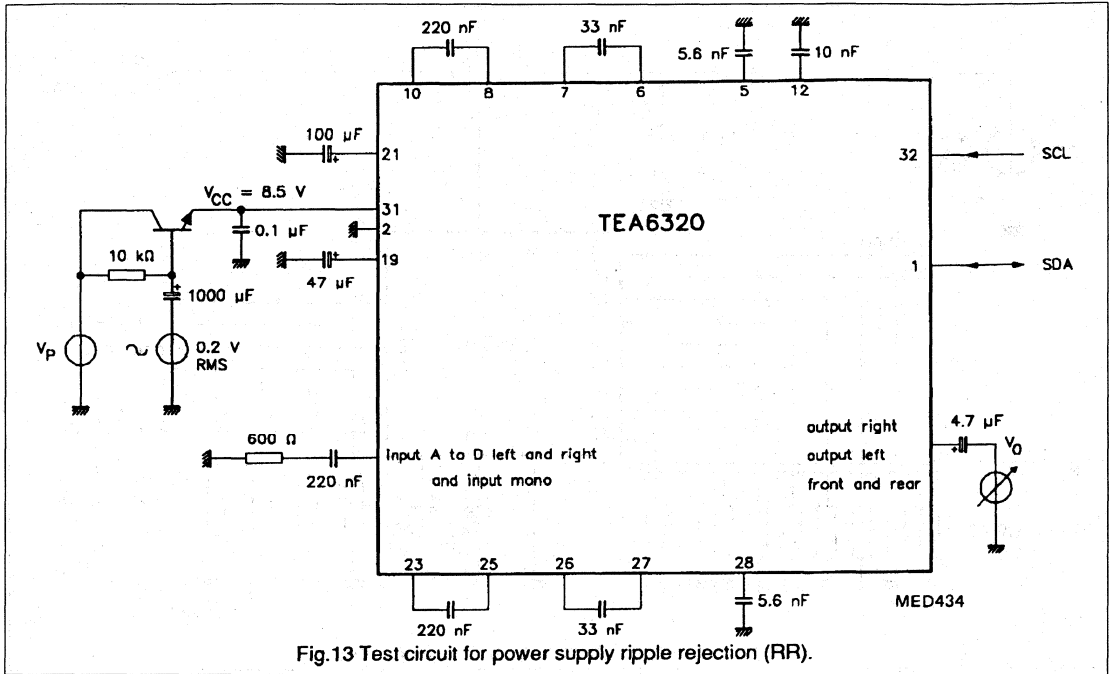 220 nF
33 nF
5.6 nF
10 nF
10
8
7
6
5
12
100 µF
+
21
32
SCL
VCC = 8.5 V
31
TEA6320
0.1 µF
2
10 kΩ
+
19
1
SDA
47 µF
+
1000 µF
VP
0.2 V
RMS
600 Ω
220 nF
input A to D left and right
and input mono
output right
output left
front and rear
4.7 µF
+
VO
23
25
26
27
28
220 nF
33 nF
5.6 nF
MED434
Fig.13 Test circuit for power supply ripple rejection (RR).